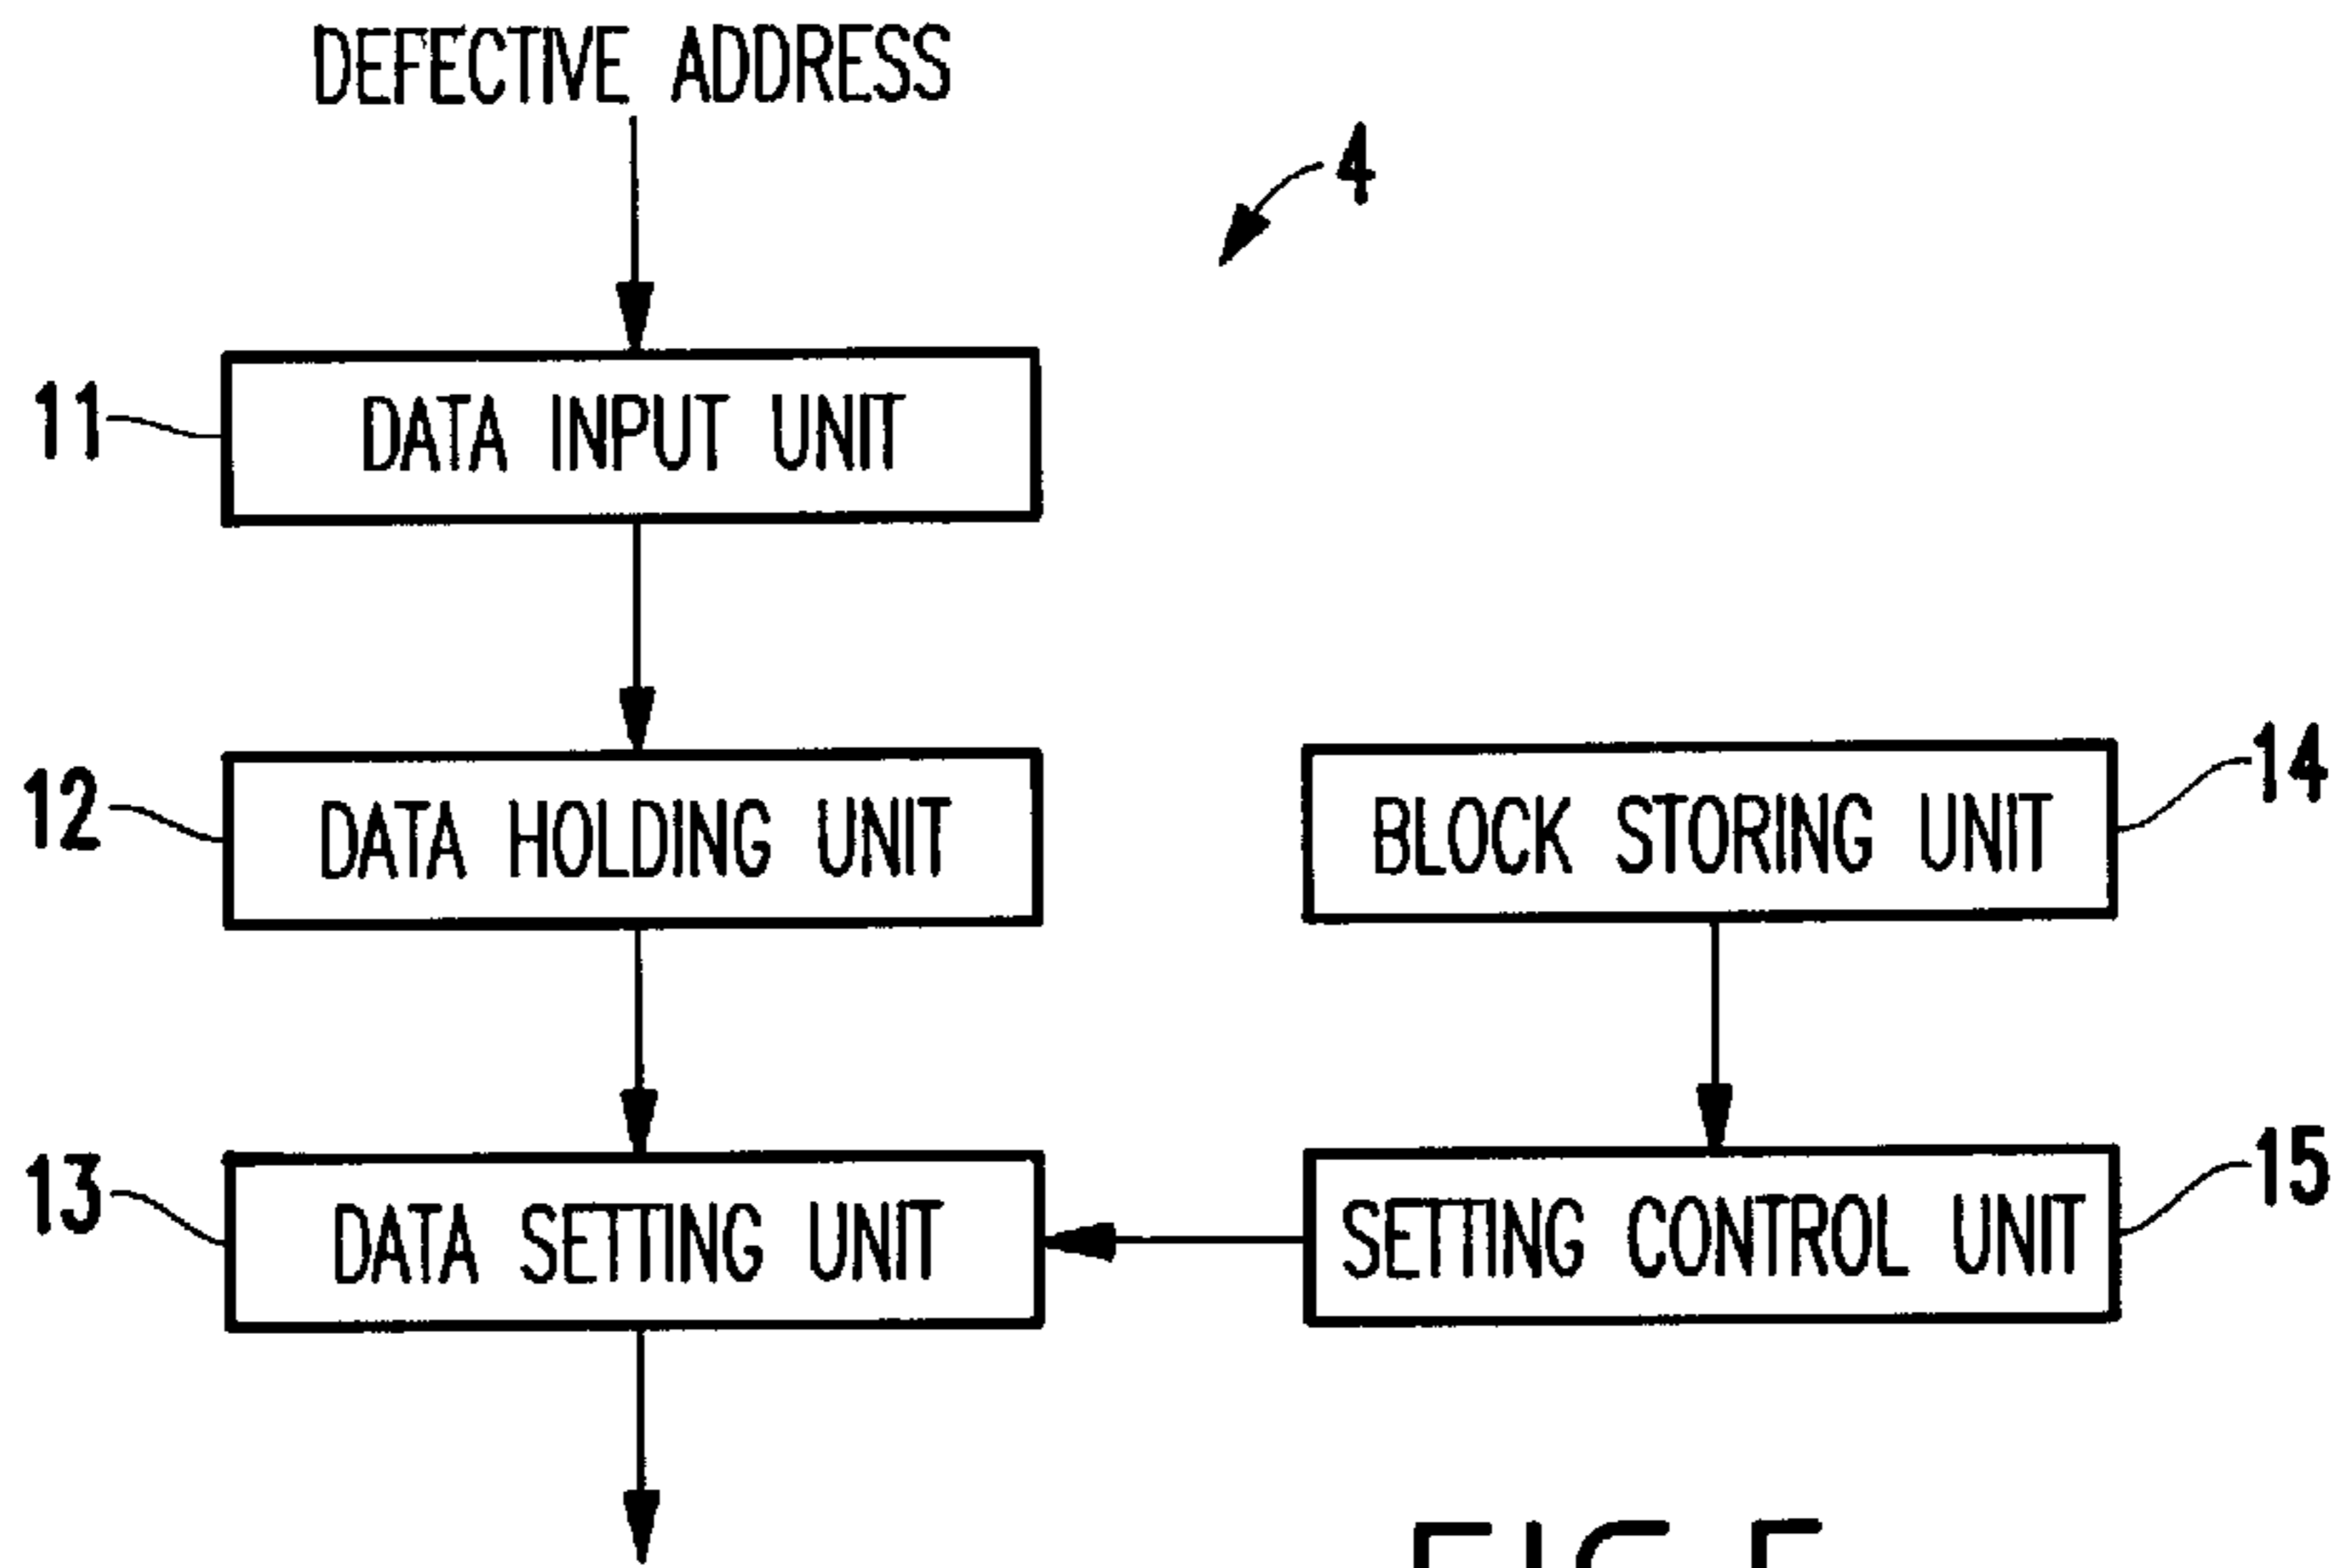 DEFECTIVE ADDRESS
4
11
DATA INPUT UNIT
12
DATA HOLDING UNIT
BLOCK STORING UNIT
14
13
DATA SETTING UNIT
SETTING CONTROL UNIT
15